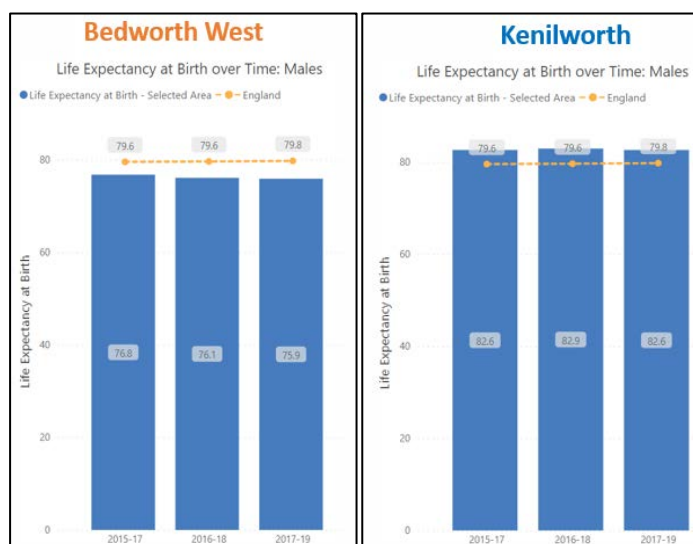 Bedworth West
Life Expectancy at Birth over Time: Males
Life Expectancy at Birth - Selected Area England
79.6 79.6 79.8
80
60
40
20
0
Life Expectancy at Birth
76.8 76.1 75.9
2015-17 2016-18 2017-19
Kenilworth
Life Expectancy at Birth over Time: Males
Life Expectancy at Birth - Selected Area England
79.6 79.6 79.8
80
60
40
20
0
Life Expectancy at Birth
82.6 82.9 82.6
2015-17 2016-18 2017-19